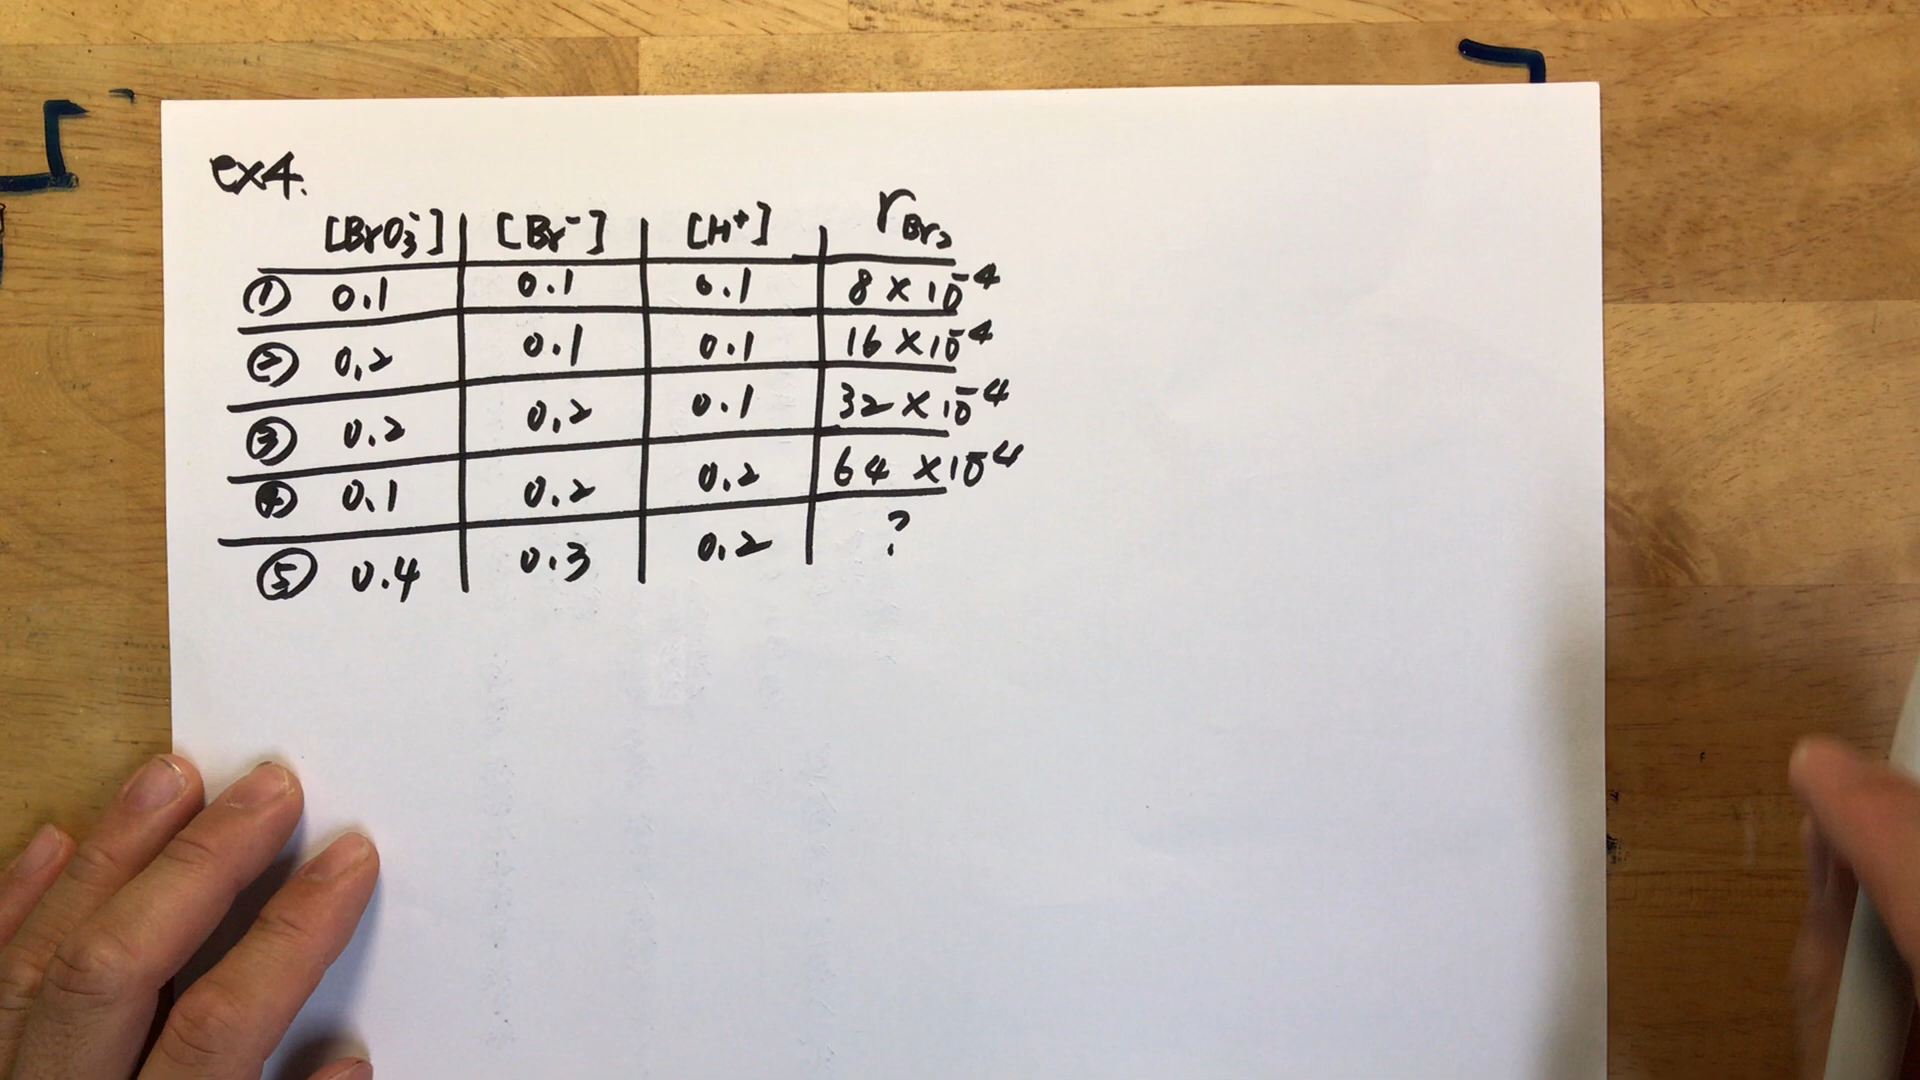 ex4.
[BrO₃⁻] [Br⁻] [H⁺] rBr₂
① 0.1 0.1 0.1 8 × 10⁻⁴
② 0.2 0.1 0.1 16 × 10⁻⁴
③ 0.2 0.2 0.1 32 × 10⁻⁴
④ 0.1 0.2 0.2 64 × 10⁻⁴
⑤ 0.4 0.3 0.2 ?